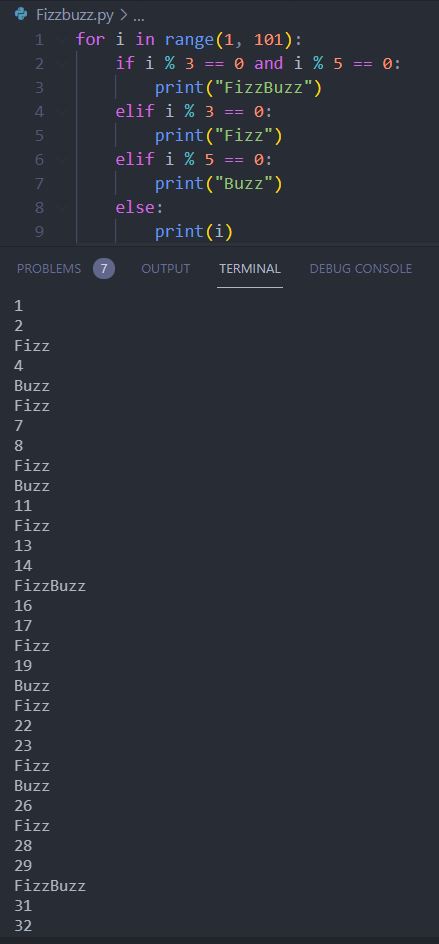 Fizzbuzz.py > ...
1 for i in range(1, 101):
2     if i % 3 == 0 and i % 5 == 0:
3         print("FizzBuzz")
4     elif i % 3 == 0:
5         print("Fizz")
6     elif i % 5 == 0:
7         print("Buzz")
8     else:
9         print(i)
PROBLEMS 7 OUTPUT TERMINAL DEBUG CONSOLE
1
2
Fizz
4
Buzz
Fizz
7
8
Fizz
Buzz
11
Fizz
13
14
FizzBuzz
16
17
Fizz
19
Buzz
Fizz
22
23
Fizz
Buzz
26
Fizz
28
29
FizzBuzz
31
32